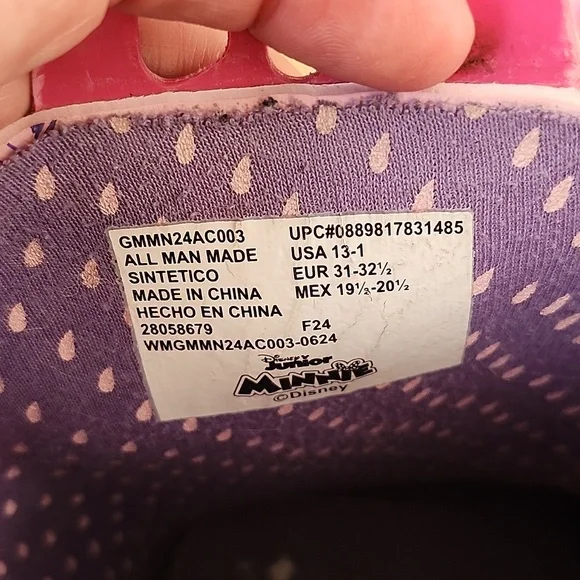 GMMN24AC003 UPC#0889817831485
ALL MAN MADE USA 13-1
SINTETICO EUR 31-32½
MADE IN CHINA MEX 19½-20½
HECHO EN CHINA
28058679 F24
WMGMMN24AC003-0624
Disney Junior
MINNIE
©Disney